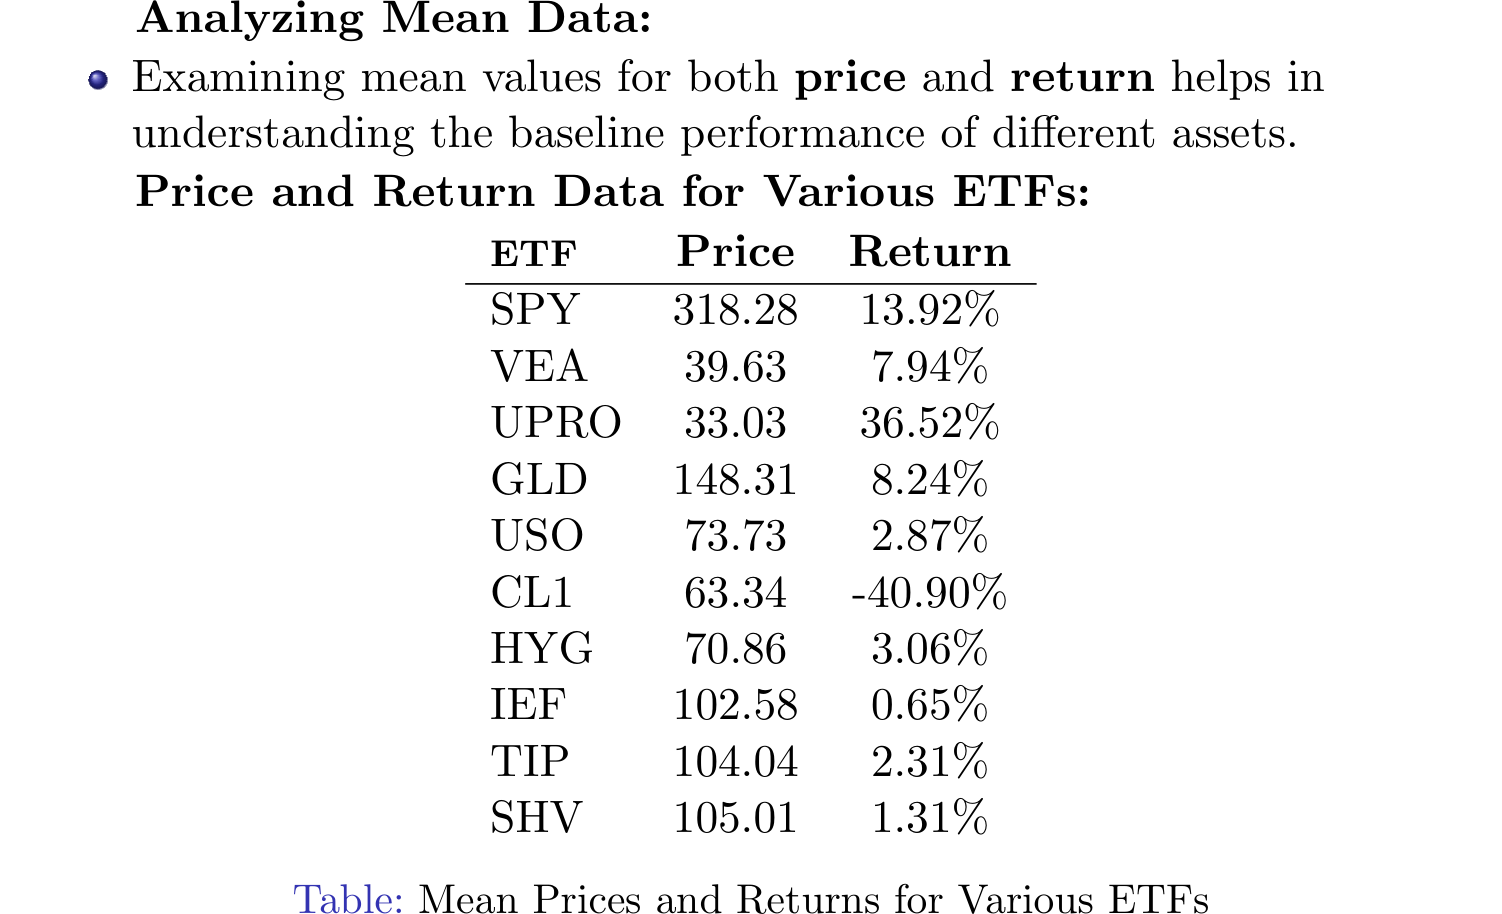 Analyzing Mean Data:
Examining mean values for both price and return helps in
understanding the baseline performance of different assets.
Price and Return Data for Various ETFs:
ETF Price Return
SPY 318.28 13.92%
VEA 39.63 7.94%
UPRO 33.03 36.52%
GLD 148.31 8.24%
USO 73.73 2.87%
CL1 63.34 -40.90%
HYG 70.86 3.06%
IEF 102.58 0.65%
TIP 104.04 2.31%
SHV 105.01 1.31%
Table: Mean Prices and Returns for Various ETFs